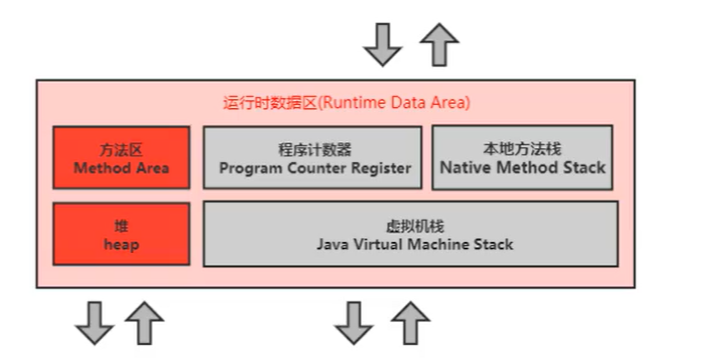 运行时数据区(Runtime Data Area)
方法区
Method Area
程序计数器
Program Counter Register
本地方法栈
Native Method Stack
堆
heap
虚拟机栈
Java Virtual Machine Stack